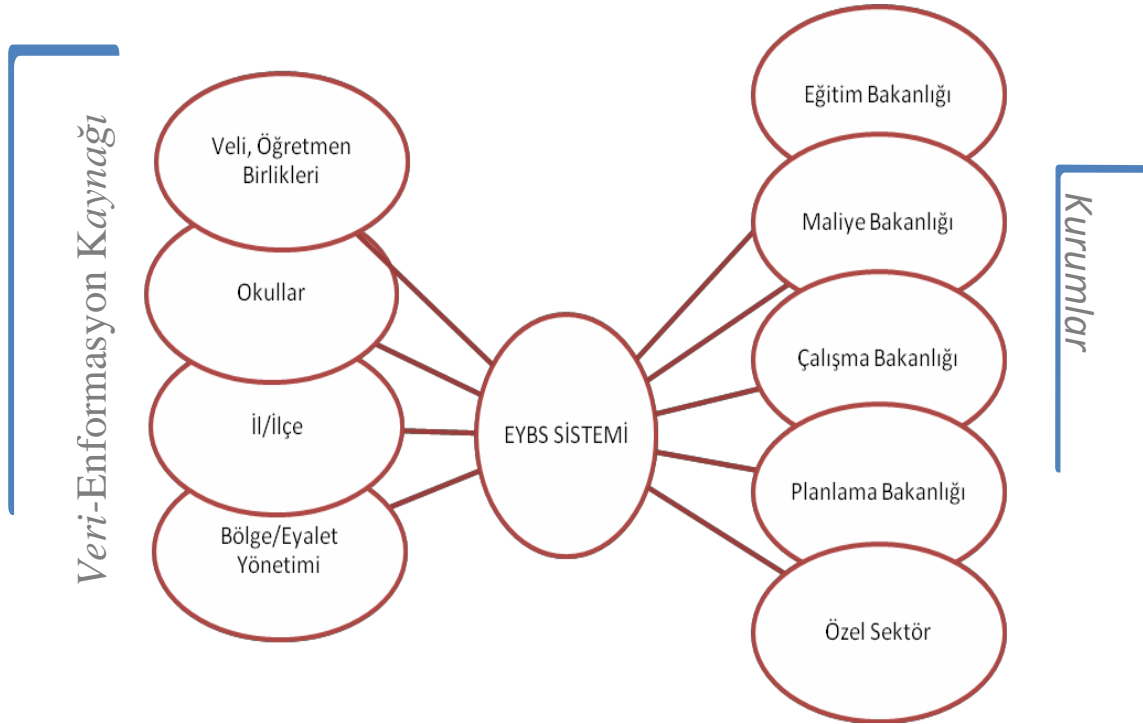 Veri-Enformasyon Kaynağı
Veli, Öğretmen
Birlikleri
Okullar
İl/İlçe
Bölge/Eyalet
Yönetimi
EYBS SİSTEMİ
Eğitim Bakanlığı
Maliye Bakanlığı
Çalışma Bakanlığı
Planlama Bakanlığı
Özel Sektör
Kurumlar